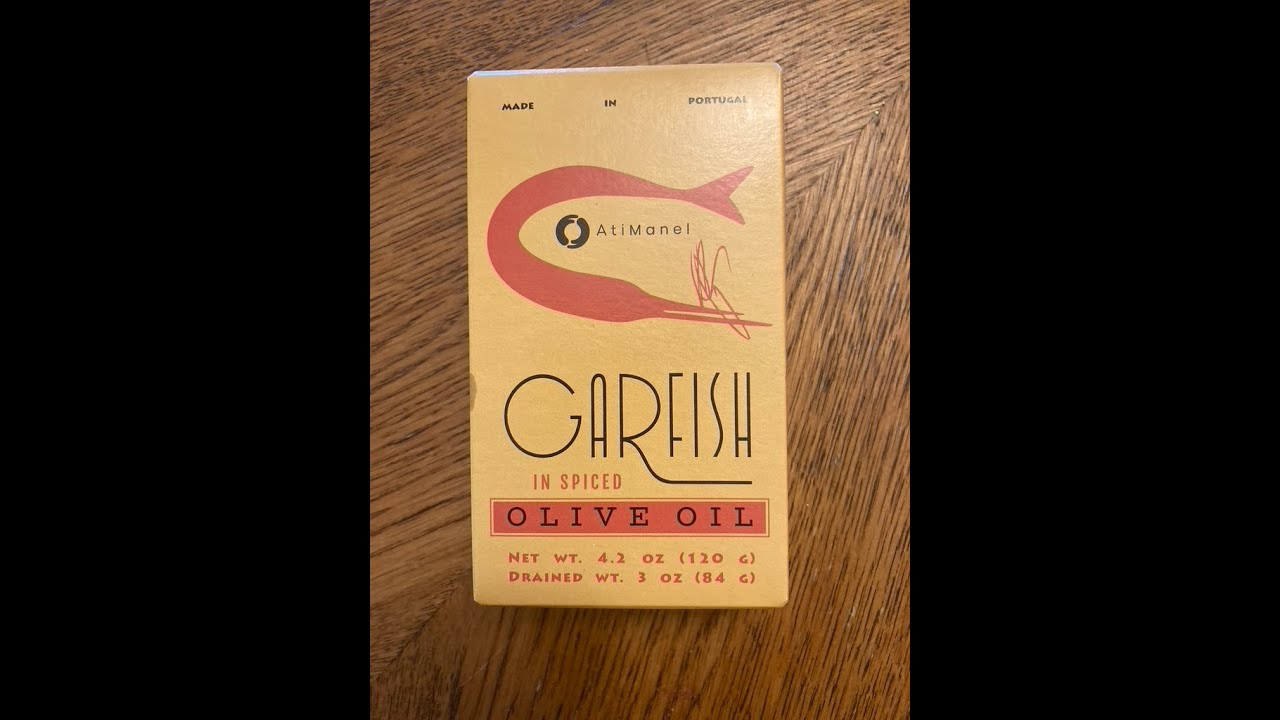 MADE IN PORTUGAL
AtiManel
GARFISH
IN SPICED
OLIVE OIL
NET WT. 4.2 OZ (120 G)
DRAINED WT. 3 OZ (84 G)